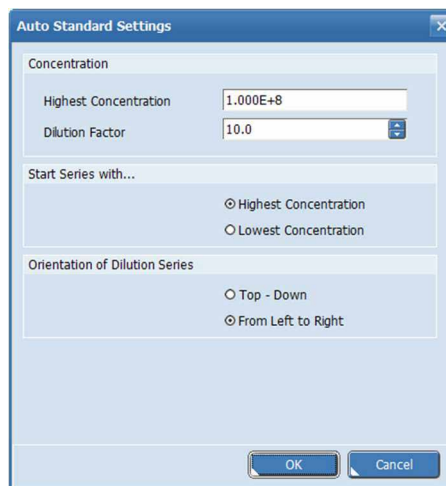 Auto Standard Settings
Concentration
Highest Concentration 1.000E+8
Dilution Factor 10.0
Start Series with...
Highest Concentration
Lowest Concentration
Orientation of Dilution Series
Top - Down
From Left to Right
OK Cancel